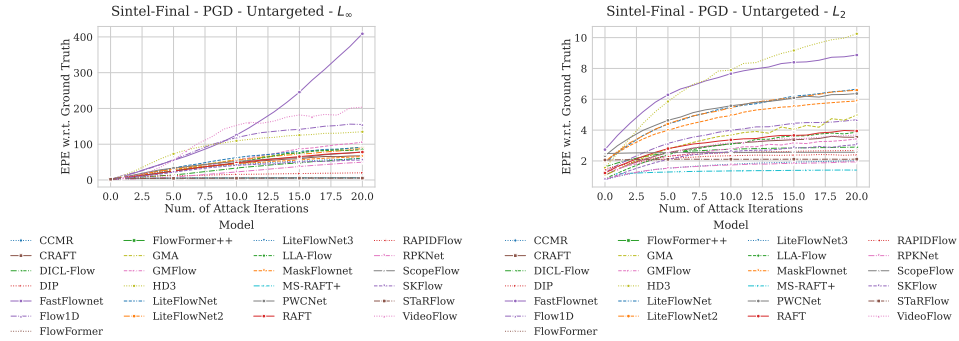 Sintel-Final - PGD - Untargeted - L∞
EPE w.r.t. Ground Truth
400
300
200
100
0
0.0 2.5 5.0 7.5 10.0 12.5 15.0 17.5 20.0
Num. of Attack Iterations
Model
CCMR FlowFormer++ LiteFlowNet3 RAPIDFlow
CRAFT GMA LLA-Flow RPKNet
DICL-Flow GMFlow MaskFlownet ScopeFlow
DIP HD3 MS-RAFT+ SKFlow
FastFlownet LiteFlowNet PWCNet STaRFlow
Flow1D LiteFlowNet2 RAFT VideoFlow
FlowFormer
Sintel-Final - PGD - Untargeted - L2
EPE w.r.t. Ground Truth
10
8
6
4
2
0.0 2.5 5.0 7.5 10.0 12.5 15.0 17.5 20.0
Num. of Attack Iterations
Model
CCMR FlowFormer++ LiteFlowNet3 RAPIDFlow
CRAFT GMA LLA-Flow RPKNet
DICL-Flow GMFlow MaskFlownet ScopeFlow
DIP HD3 MS-RAFT+ SKFlow
FastFlownet LiteFlowNet PWCNet STaRFlow
Flow1D LiteFlowNet2 RAFT VideoFlow
FlowFormer